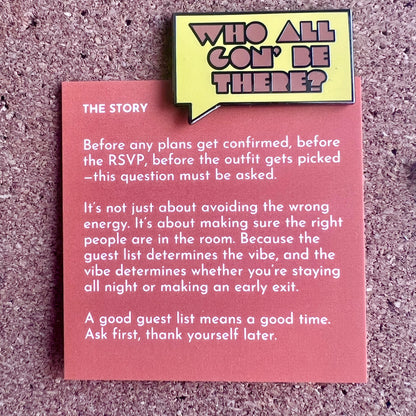 WHO ALL
GON' BE
THERE?
THE STORY
Before any plans get confirmed, before
the RSVP, before the outfit gets picked
—this question must be asked.
It's not just about avoiding the wrong
energy. It's about making sure the right
people are in the room. Because the
guest list determines the vibe, and the
vibe determines whether you're staying
all night or making an early exit.
A good guest list means a good time.
Ask first, thank yourself later.